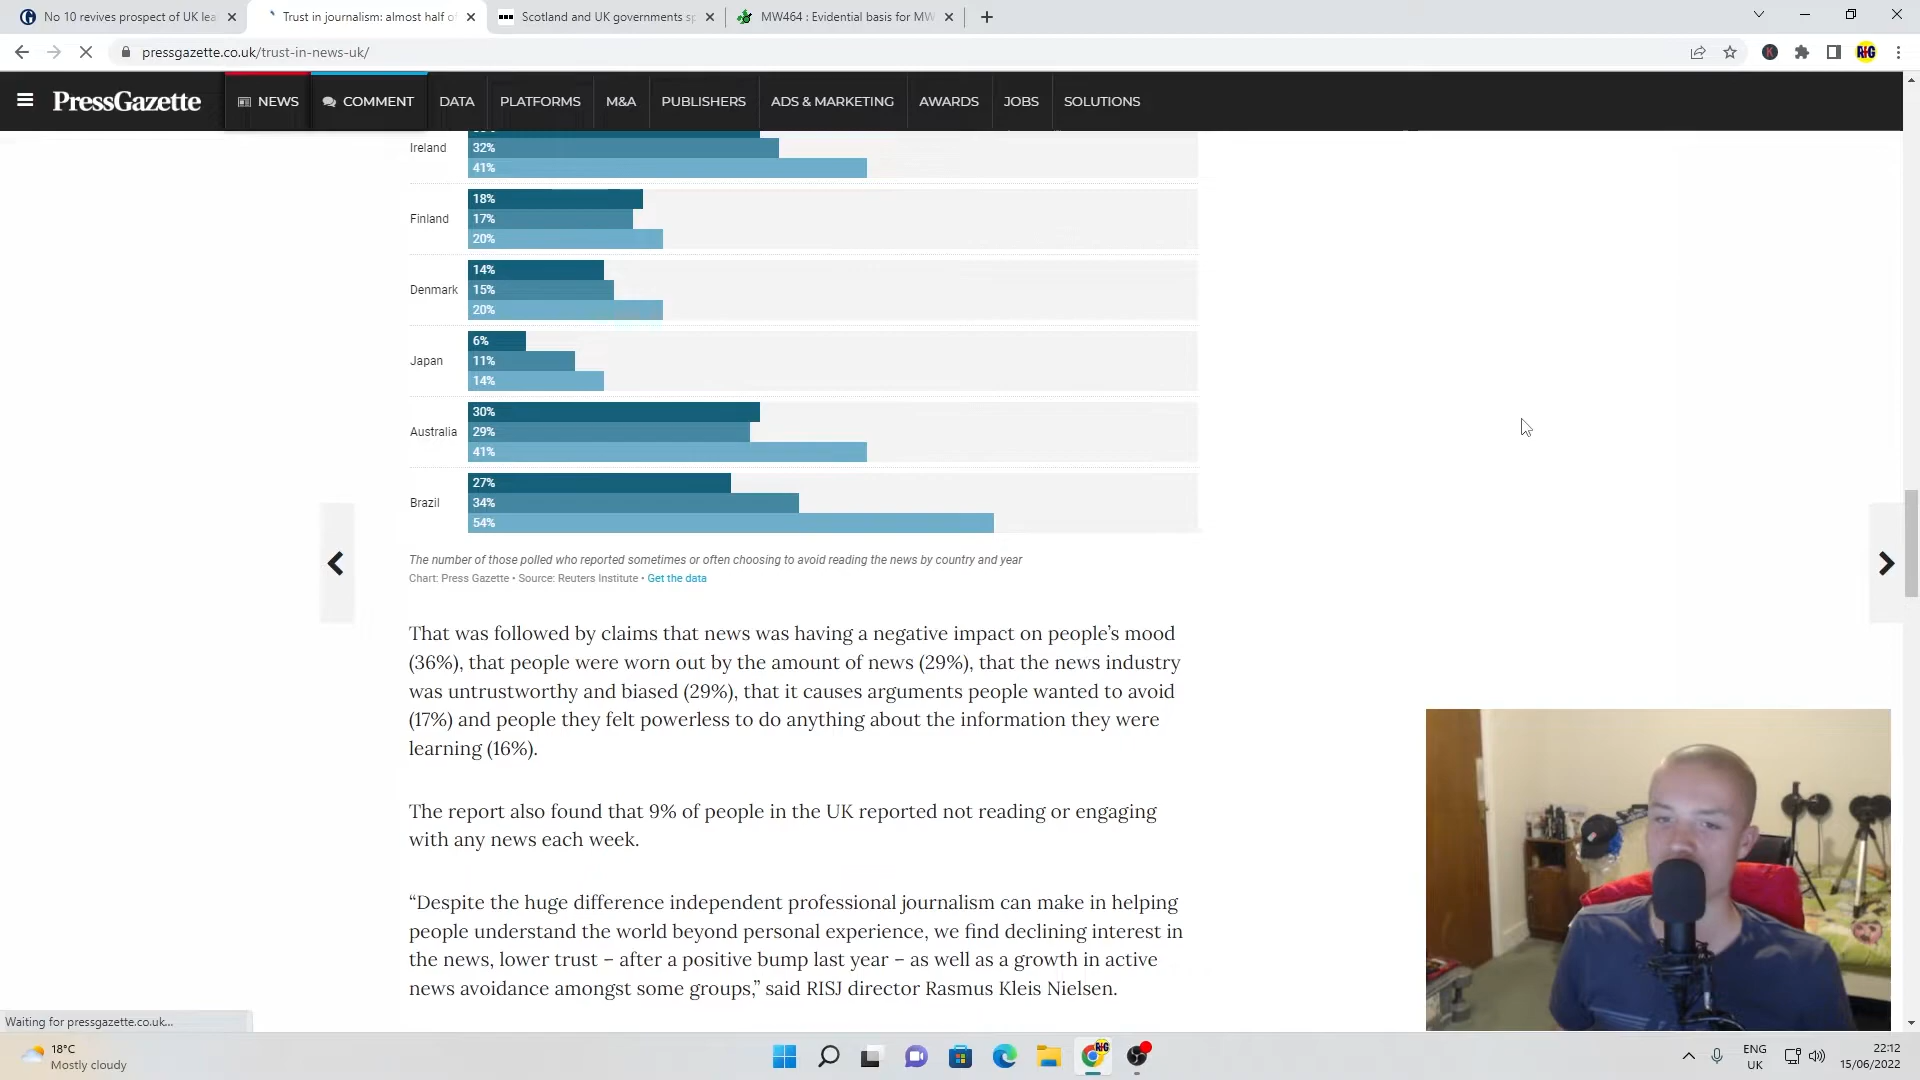 No 10 revives prospect of UK lea
Trust in journalism: almost half of
Scotland and UK governments sp
MW464 : Evidential basis for MW
pressgazette.co.uk/trust-in-news-uk/
K
RIG
PressGazette
NEWS
COMMENT
DATA
PLATFORMS
M&A
PUBLISHERS
ADS & MARKETING
AWARDS
JOBS
SOLUTIONS
Ireland
32%
41%
Finland
18%
17%
20%
Denmark
14%
15%
20%
Japan
6%
11%
14%
Australia
30%
29%
41%
Brazil
27%
34%
54%
The number of those polled who reported sometimes or often choosing to avoid reading the news by country and year
Chart: Press Gazette • Source: Reuters Institute • Get the data
That was followed by claims that news was having a negative impact on people’s mood
(36%), that people were worn out by the amount of news (29%), that the news industry
was untrustworthy and biased (29%), that it causes arguments people wanted to avoid
(17%) and people they felt powerless to do anything about the information they were
learning (16%).
The report also found that 9% of people in the UK reported not reading or engaging
with any news each week.
“Despite the huge difference independent professional journalism can make in helping
people understand the world beyond personal experience, we find declining interest in
the news, lower trust – after a positive bump last year – as well as a growth in active
news avoidance amongst some groups,” said RISJ director Rasmus Kleis Nielsen.
Waiting for pressgazette.co.uk...
18°C
Mostly cloudy
RIG
ENG
UK
22:12
15/06/2022